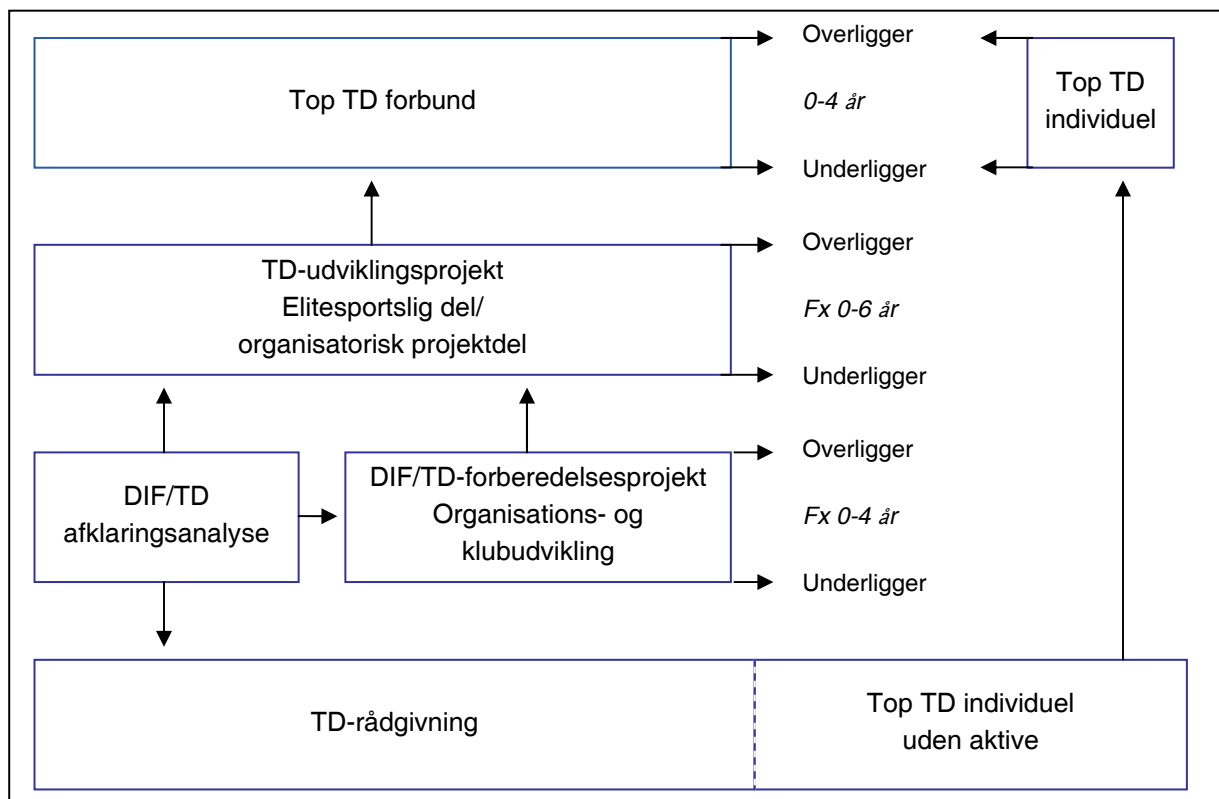 Overligger
Top TD forbund
0-4 år
Top TD
individuel
Underligger
Overligger
TD-udviklingsprojekt
Elitesportslig del/
organisatorisk projektdel
Fx 0-6 år
Underligger
Overligger
DIF/TD
afklaringsanalyse
DIF/TD-forberedelsesprojekt
Organisations- og
klubudvikling
Fx 0-4 år
Underligger
TD-rådgivning
Top TD individuel
uden aktive